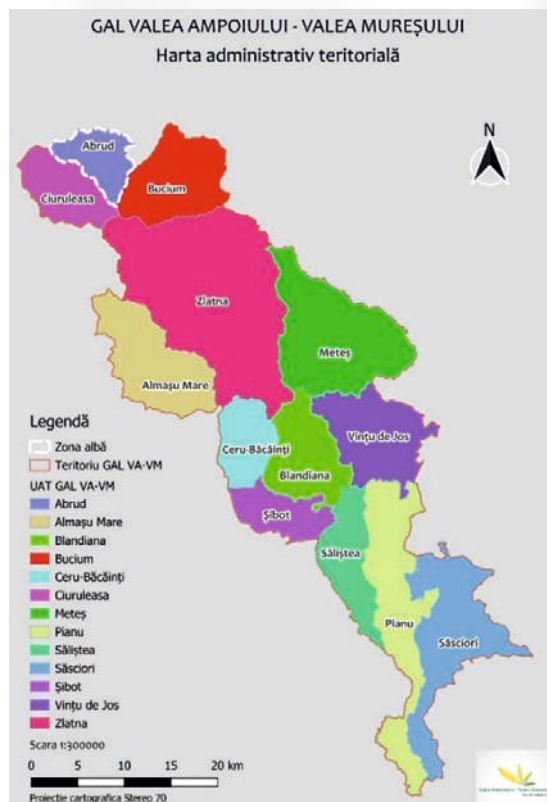 GAL VALEA AMPOIULUI - VALEA MUREȘULUI
Harta administrativ teritorială
N
Abrud
Bucium
Ciuruleasa
Zlatna
Meteș
Almașu Mare
Vințu de Jos
Ceru-Băcăinți
Blandiana
Șibot
Săliștea
Pianu
Săsciori
Legendă
Zona albă
Teritoriu GAL VA-VM
UAT GAL VA-VM
Abrud
Almașu Mare
Blandiana
Bucium
Ceru-Băcăinți
Ciuruleasa
Meteș
Pianu
Săliștea
Săsciori
Șibot
Vințu de Jos
Zlatna
Scara 1:300000
0 5 10 15 20 km
Proiectie cartografica Stereo 70